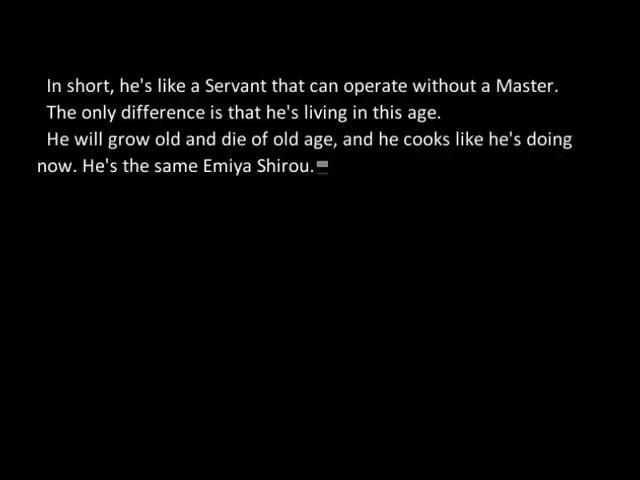 In short, he's like a Servant that can operate without a Master.
The only difference is that he's living in this age.
He will grow old and die of old age, and he cooks like he's doing
now. He's the same Emiya Shirou.